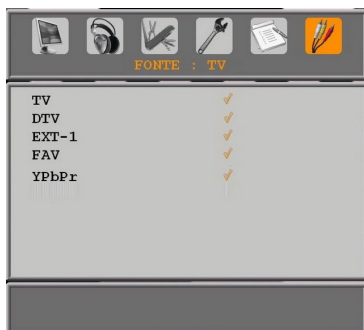 FONTE : TV
TV
DTV
EXT-1
FAV
YPbPr